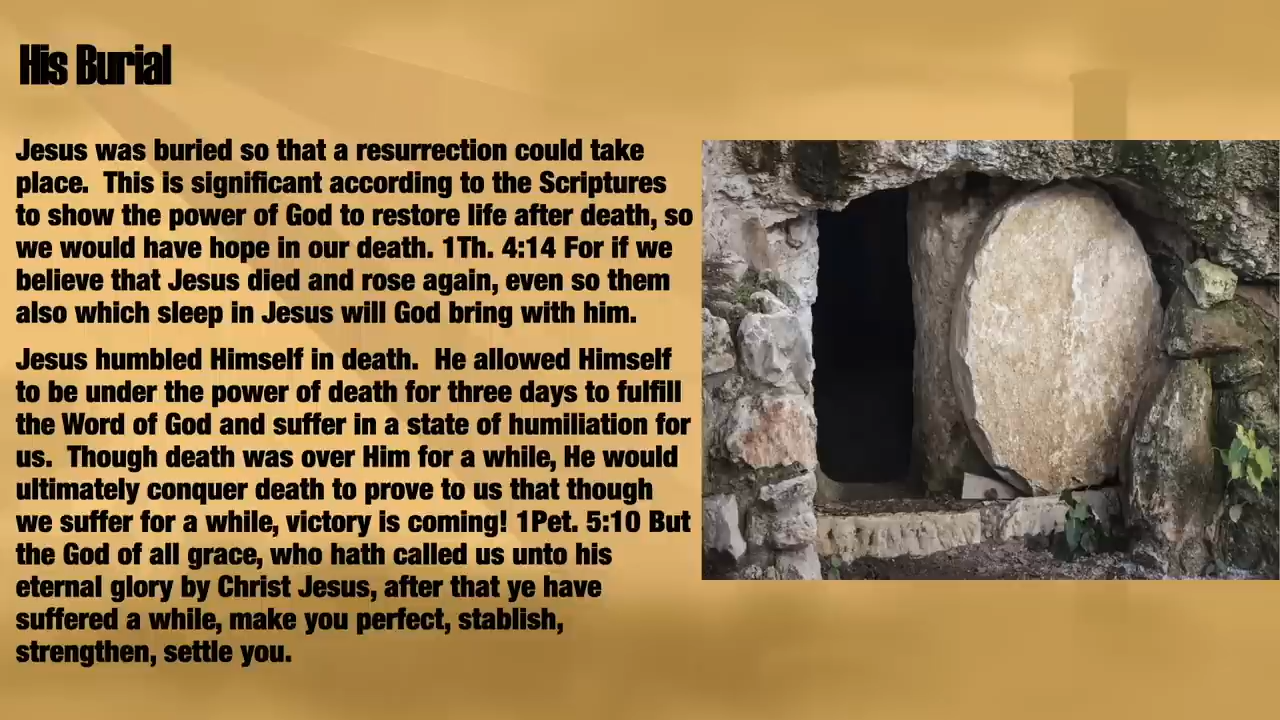 His Burial
Jesus was buried so that a resurrection could take
place.  This is significant according to the Scriptures
to show the power of God to restore life after death, so
we would have hope in our death. 1Th. 4:14 For if we
believe that Jesus died and rose again, even so them
also which sleep in Jesus will God bring with him.
Jesus humbled Himself in death.  He allowed Himself
to be under the power of death for three days to fulfill
the Word of God and suffer in a state of humiliation for
us.  Though death was over Him for a while, He would
ultimately conquer death to prove to us that though
we suffer for a while, victory is coming! 1Pet. 5:10 But
the God of all grace, who hath called us unto his
eternal glory by Christ Jesus, after that ye have
suffered a while, make you perfect, stablish,
strengthen, settle you.